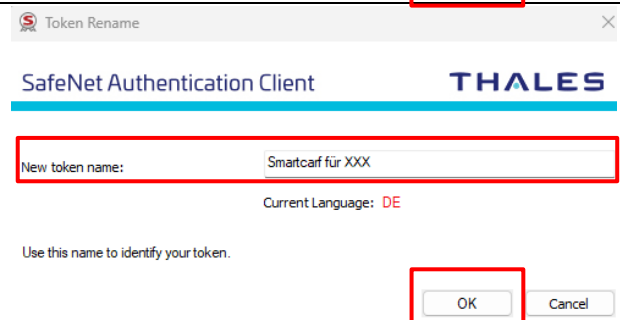 Token Rename
SafeNet Authentication Client THALES
New token name: Smartcarf für XXX
Current Language: DE
Use this name to identify your token.
OK Cancel